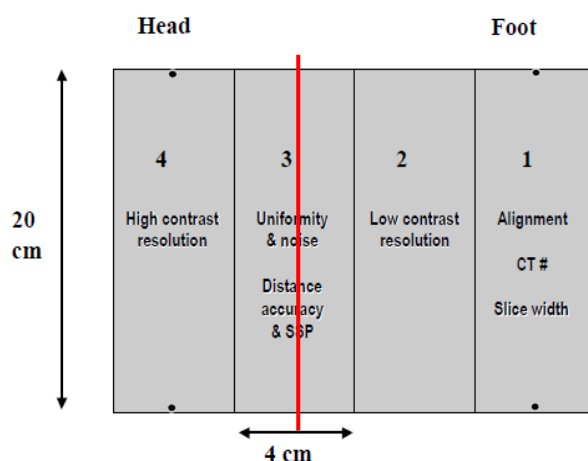 Head
Foot
4
3
2
1
20
cm
High contrast
resolution
Uniformity
& noise
Distance
accuracy
& SSP
Low contrast
resolution
Alignment
CT #
Slice width
4 cm